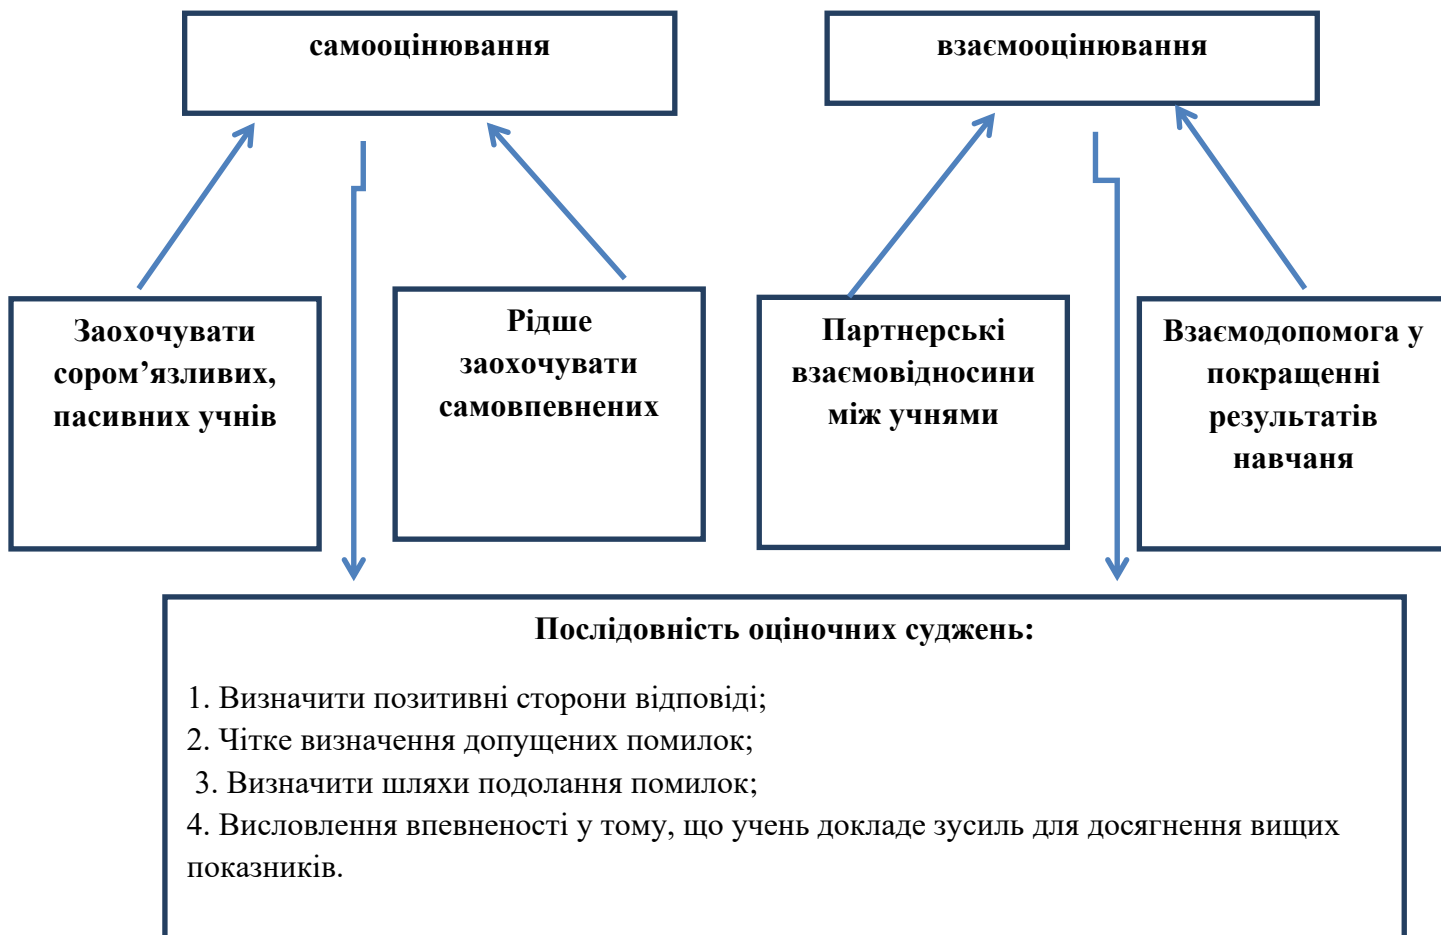 самооцінювання
взаємооцінювання
Заохочувати
сором’язливих,
пасивних учнів
Рідше
заохочувати
самовпевнених
Партнерські
взаємовідносини
між учнями
Взаємодопомога у
покращенні
результатів
навчаня
Послідовність оціночних суджень:
1. Визначити позитивні сторони відповіді;
2. Чітке визначення допущених помилок;
3. Визначити шляхи подолання помилок;
4. Висловлення впевненості у тому, що учень докладе зусиль для досягнення вищих
показників.